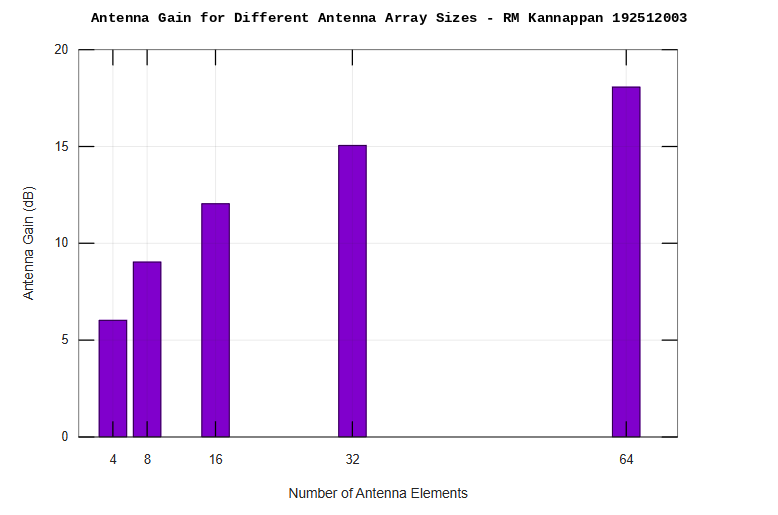 Antenna Gain for Different Antenna Array Sizes - RM Kannappan 192512003
20
15
10
5
0
Antenna Gain (dB)
4 8 16 32 64
Number of Antenna Elements